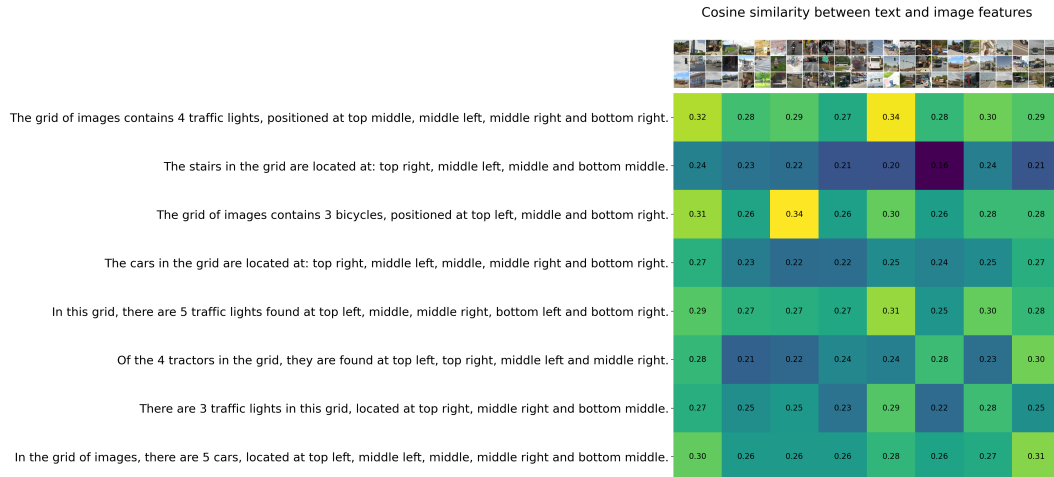 Cosine similarity between text and image features
The grid of images contains 4 traffic lights, positioned at top middle, middle left, middle right and bottom right.
0.32 0.28 0.29 0.27 0.34 0.28 0.30 0.29
The stairs in the grid are located at: top right, middle left, middle and bottom middle.
0.24 0.23 0.22 0.21 0.20 0.16 0.24 0.21
The grid of images contains 3 bicycles, positioned at top left, middle and bottom right.
0.31 0.26 0.34 0.26 0.30 0.26 0.28 0.28
The cars in the grid are located at: top right, middle left, middle, middle right and bottom right.
0.27 0.23 0.22 0.22 0.25 0.24 0.25 0.27
In this grid, there are 5 traffic lights found at top left, middle, middle right, bottom left and bottom right.
0.29 0.27 0.27 0.27 0.31 0.25 0.30 0.28
Of the 4 tractors in the grid, they are found at top left, top right, middle left and middle right.
0.28 0.21 0.22 0.24 0.24 0.28 0.23 0.30
There are 3 traffic lights in this grid, located at top right, middle right and bottom middle.
0.27 0.25 0.25 0.23 0.29 0.22 0.28 0.25
In the grid of images, there are 5 cars, located at top left, middle left, middle, middle right and bottom middle.
0.30 0.26 0.26 0.26 0.28 0.26 0.27 0.31